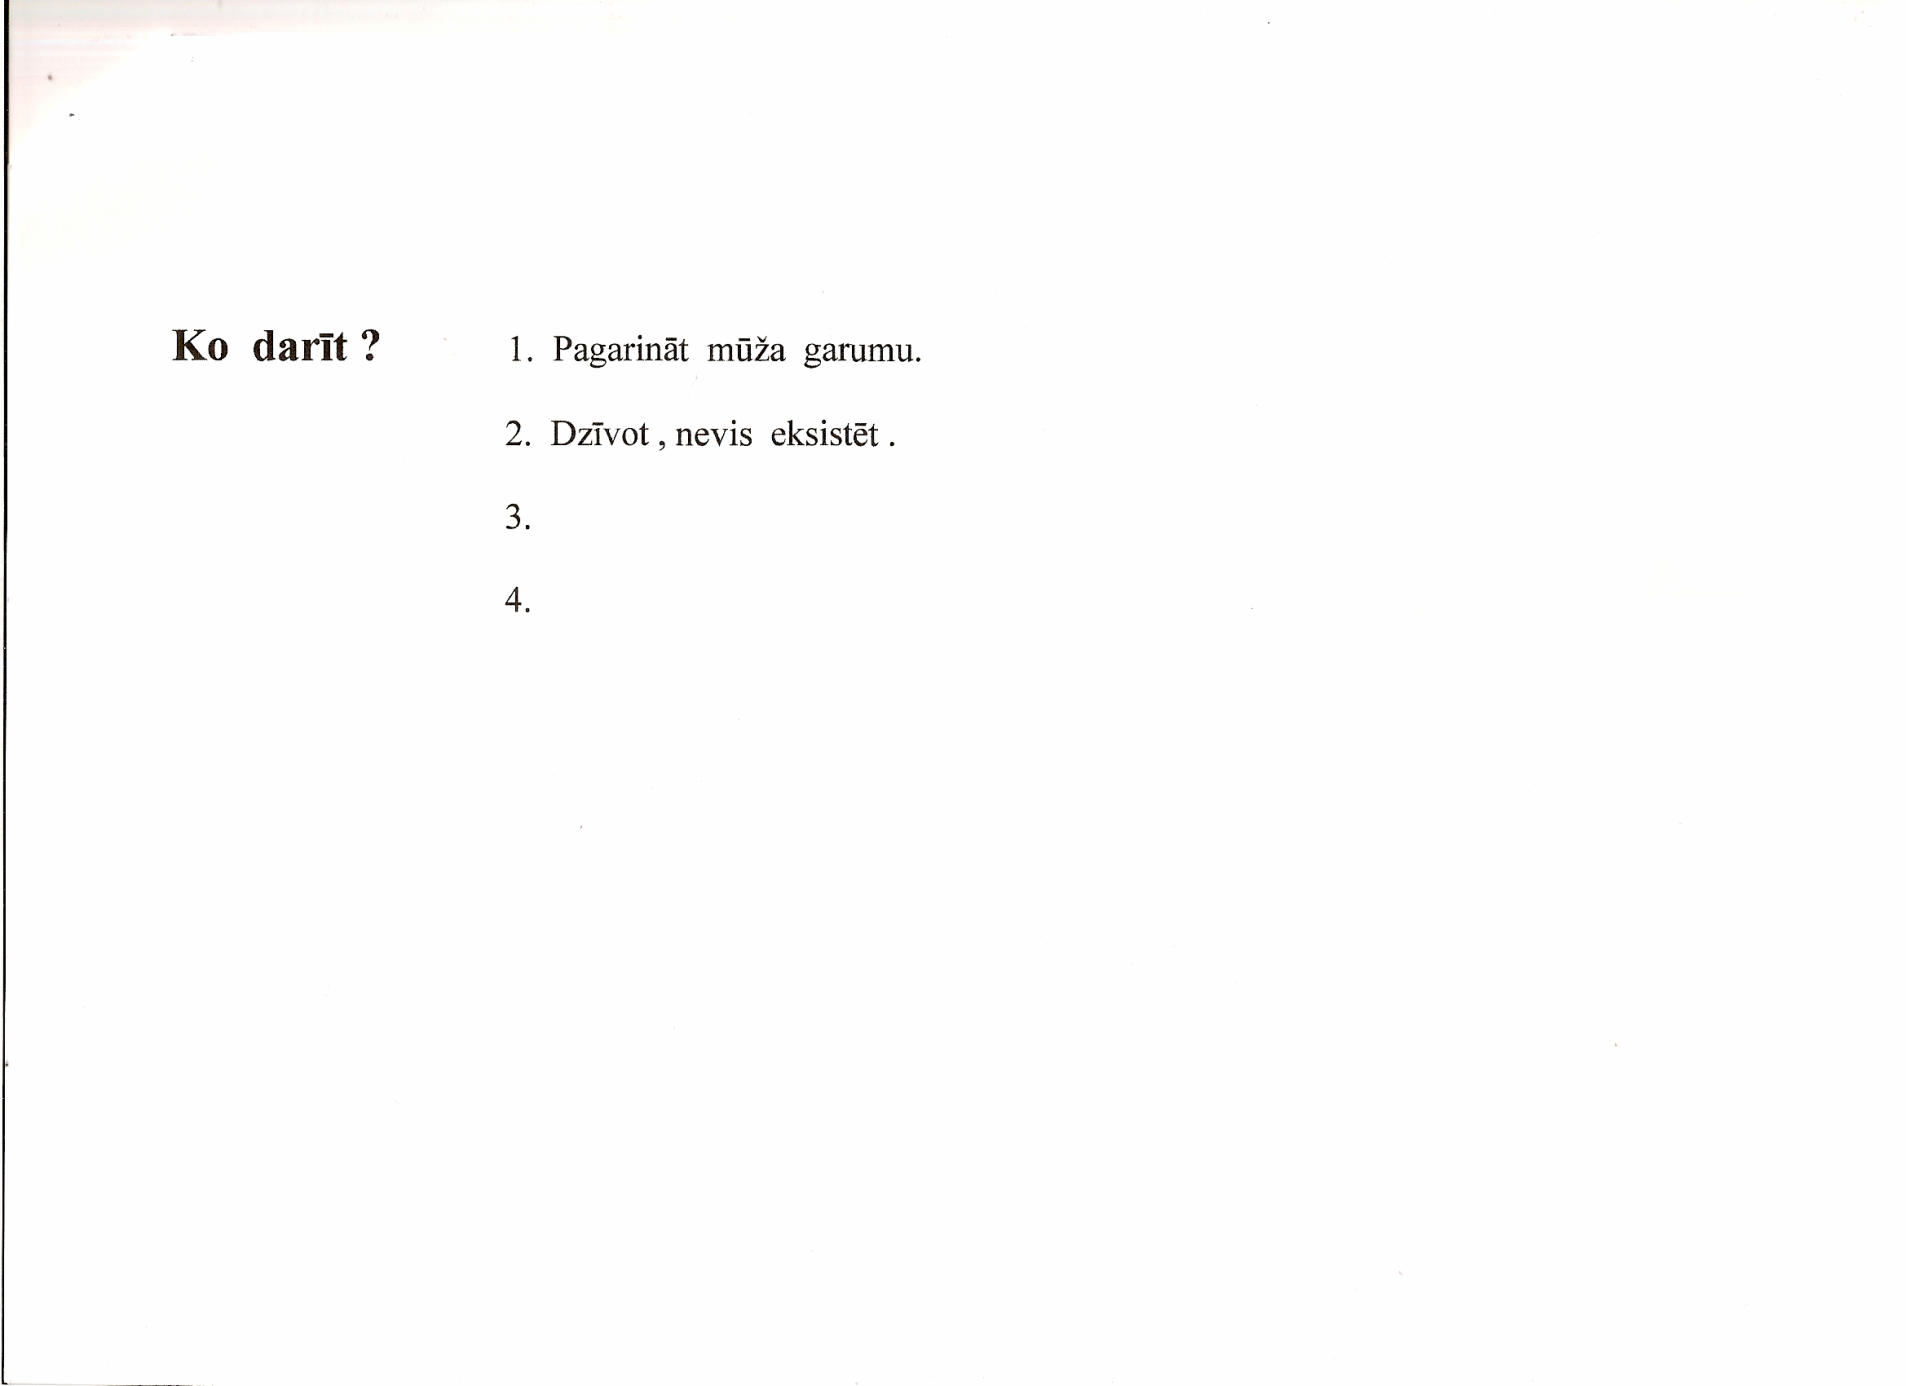 Ko darīt ? 1. Pagarināt mūža garumu.
2. Dzīvot , nevis eksistēt .
3.
4.